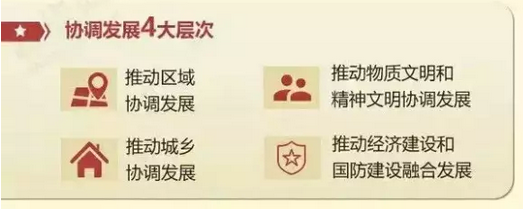 协调发展4大层次
推动区域
协调发展
推动物质文明和
精神文明协调发展
推动城乡
协调发展
推动经济建设和
国防建设融合发展